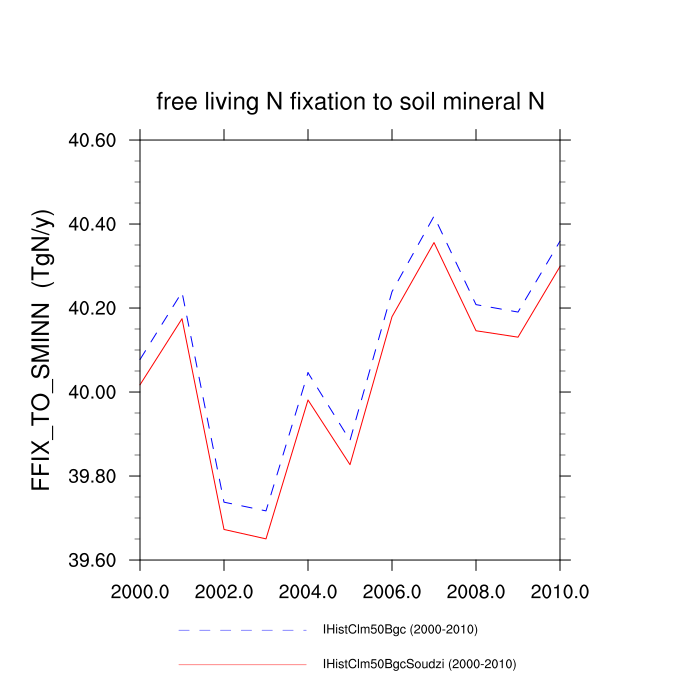 free living N fixation to soil mineral N
FFIX_TO_SMINN (TgN/y)
40.60
40.40
40.20
40.00
39.80
39.60
2000.0 2002.0 2004.0 2006.0 2008.0 2010.0
IHistClm50Bgc (2000-2010)
IHistClm50BgcSoudzi (2000-2010)